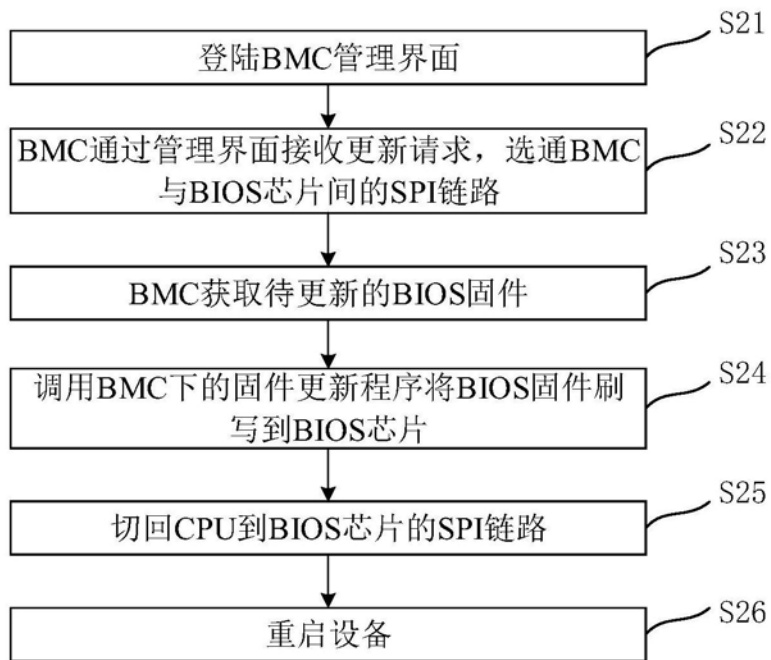 S21
登陆BMC管理界面
S22
BMC通过管理界面接收更新请求，选通BMC
与BIOS芯片间的SPI链路
S23
BMC获取待更新的BIOS固件
S24
调用BMC下的固件更新程序将BIOS固件刷
写到BIOS芯片
S25
切回CPU到BIOS芯片的SPI链路
S26
重启设备